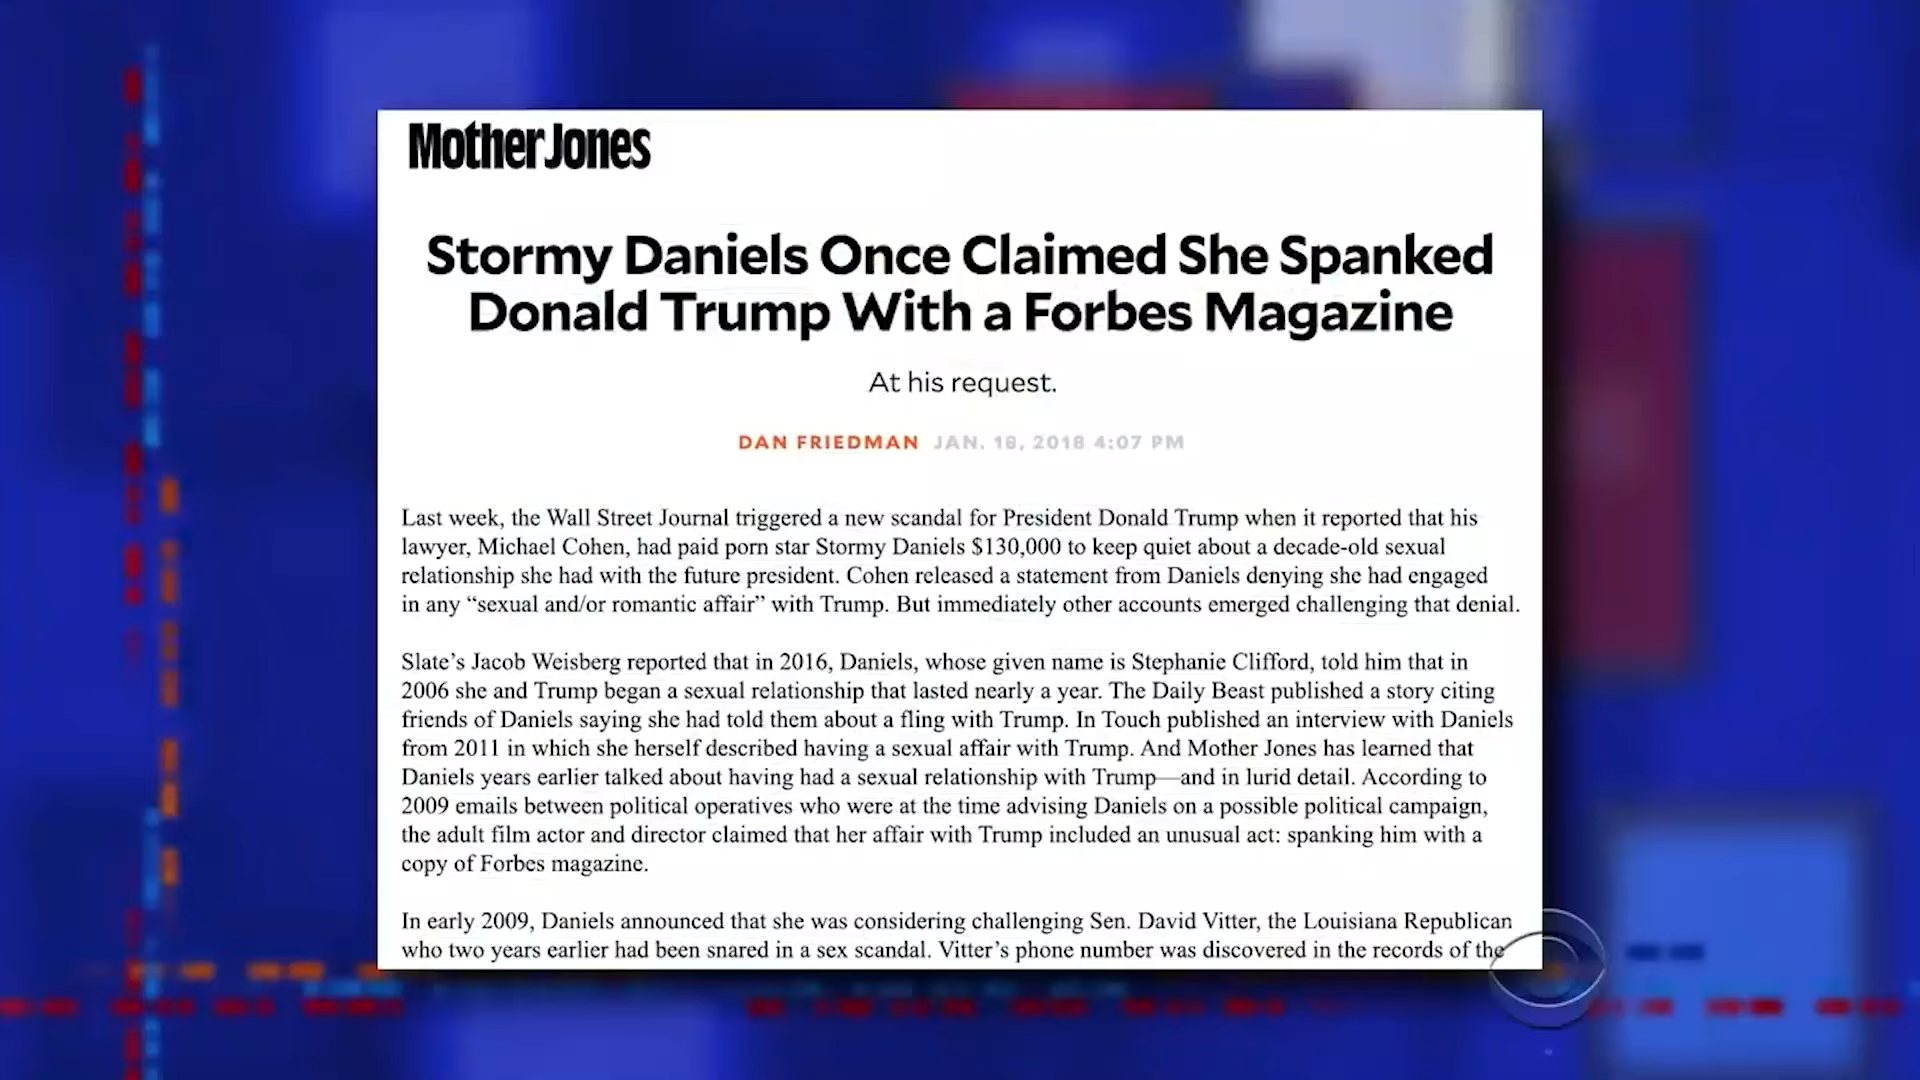 Mother Jones
Stormy Daniels Once Claimed She Spanked
Donald Trump With a Forbes Magazine
At his request.
DAN FRIEDMAN JAN. 18, 2018 4:07 PM
Last week, the Wall Street Journal triggered a new scandal for President Donald Trump when it reported that his
lawyer, Michael Cohen, had paid porn star Stormy Daniels $130,000 to keep quiet about a decade-old sexual
relationship she had with the future president. Cohen released a statement from Daniels denying she had engaged
in any “sexual and/or romantic affair” with Trump. But immediately other accounts emerged challenging that denial.
Slate’s Jacob Weisberg reported that in 2016, Daniels, whose given name is Stephanie Clifford, told him that in
2006 she and Trump began a sexual relationship that lasted nearly a year. The Daily Beast published a story citing
friends of Daniels saying she had told them about a fling with Trump. In Touch published an interview with Daniels
from 2011 in which she herself described having a sexual affair with Trump. And Mother Jones has learned that
Daniels years earlier talked about having had a sexual relationship with Trump—and in lurid detail. According to
2009 emails between political operatives who were at the time advising Daniels on a possible political campaign,
the adult film actor and director claimed that her affair with Trump included an unusual act: spanking him with a
copy of Forbes magazine.
In early 2009, Daniels announced that she was considering challenging Sen. David Vitter, the Louisiana Republican
who two years earlier had been snared in a sex scandal. Vitter’s phone number was discovered in the records of the